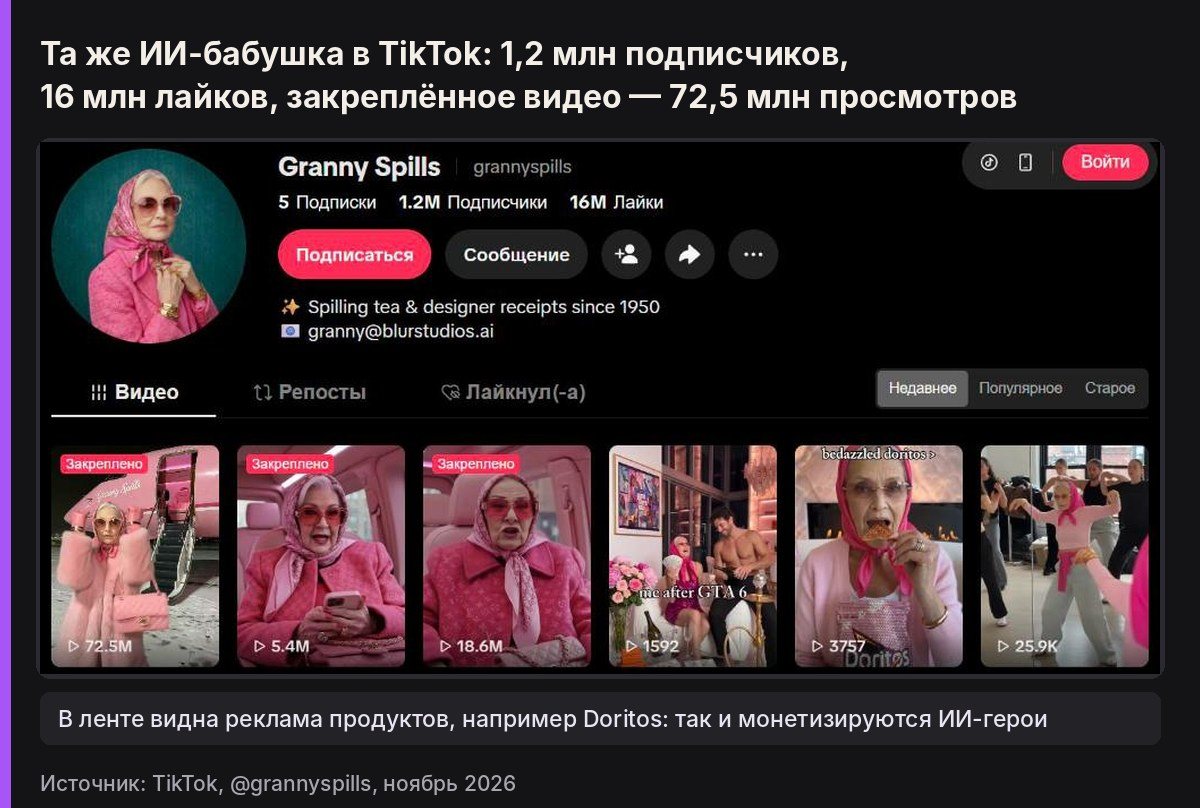 Та же ИИ-бабушка в TikTok: 1,2 млн подписчиков,
16 млн лайков, закреплённое видео — 72,5 млн просмотров
Granny Spills grannyspills
Войти
5 Подписки 1.2M Подписчики 16M Лайки
Подписаться Сообщение
Spilling tea & designer receipts since 1950
granny@blurstudios.ai
Видео Репосты Лайкнул(-а)
Недавнее Популярное Старое
Закреплено
Granny Spills
72.5M
Закреплено
5.4M
Закреплено
18.6M
me after GTA 6
1592
bedazzled doritos >
Doritos
3757
25.9K
В ленте видна реклама продуктов, например Doritos: так и монетизируются ИИ-герои
Источник: TikTok, @grannyspills, ноябрь 2026